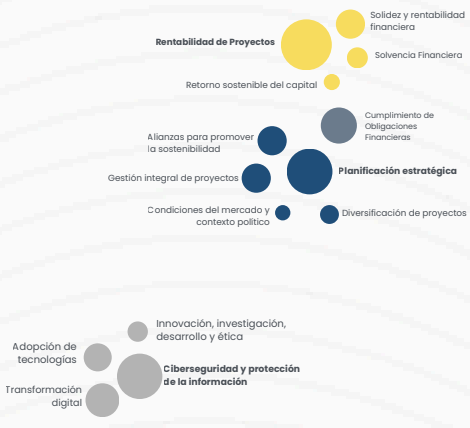 Solidez y rentabilidad
financiera
Rentabilidad de Proyectos
Solvencia Financiera
Retorno sostenible del capital
Cumplimiento de
Obligaciones
Financieras
Alianzas para promover
la sostenibilidad
Planificación estratégica
Gestión integral de proyectos
Condiciones del mercado y
contexto político
Diversificación de proyectos
Innovación, investigación,
desarrollo y ética
Adopción de
tecnologías
Ciberseguridad y protección
de la información
Transformación
digital